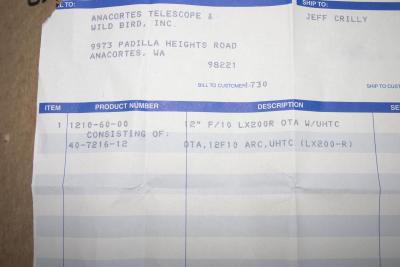 LL TO:
SHIP TO:
ANACORTES TELESCOPE &
WILD BIRD, INC.
JEFF CRILLY
9973 PADILLA HEIGHTS ROAD
ANACORTES, WA
98221
BILL TO CUSTOMER 730
SHIP TO CUST
ITEM PRODUCT NUMBER DESCRIPTION SE
1 1210-60-00 12" F/10 LX200R OTA W/UHTC
CONSISTING OF:
40-7216-12 OTA,12F10 ARC,UHTC (LX200-R)